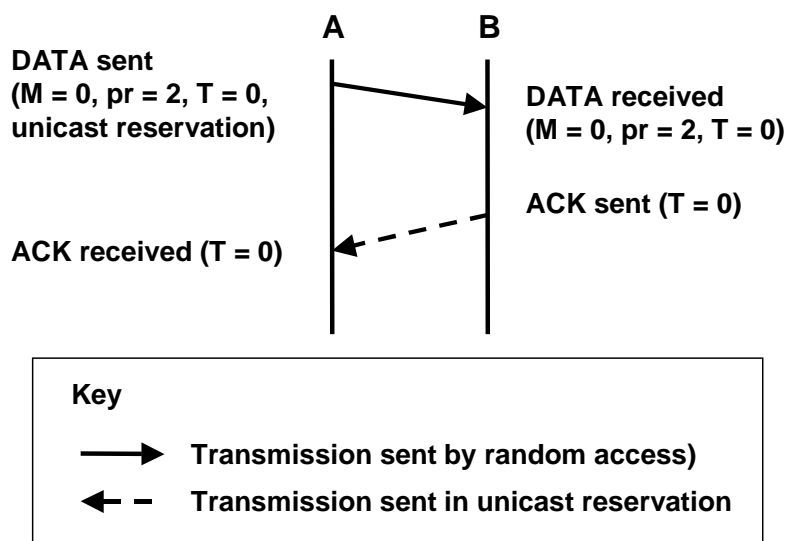 A B
DATA sent
(M = 0, pr = 2, T = 0,
unicast reservation)
DATA received
(M = 0, pr = 2, T = 0)
ACK sent (T = 0)
ACK received (T = 0)
Key
Transmission sent by random access)
Transmission sent in unicast reservation